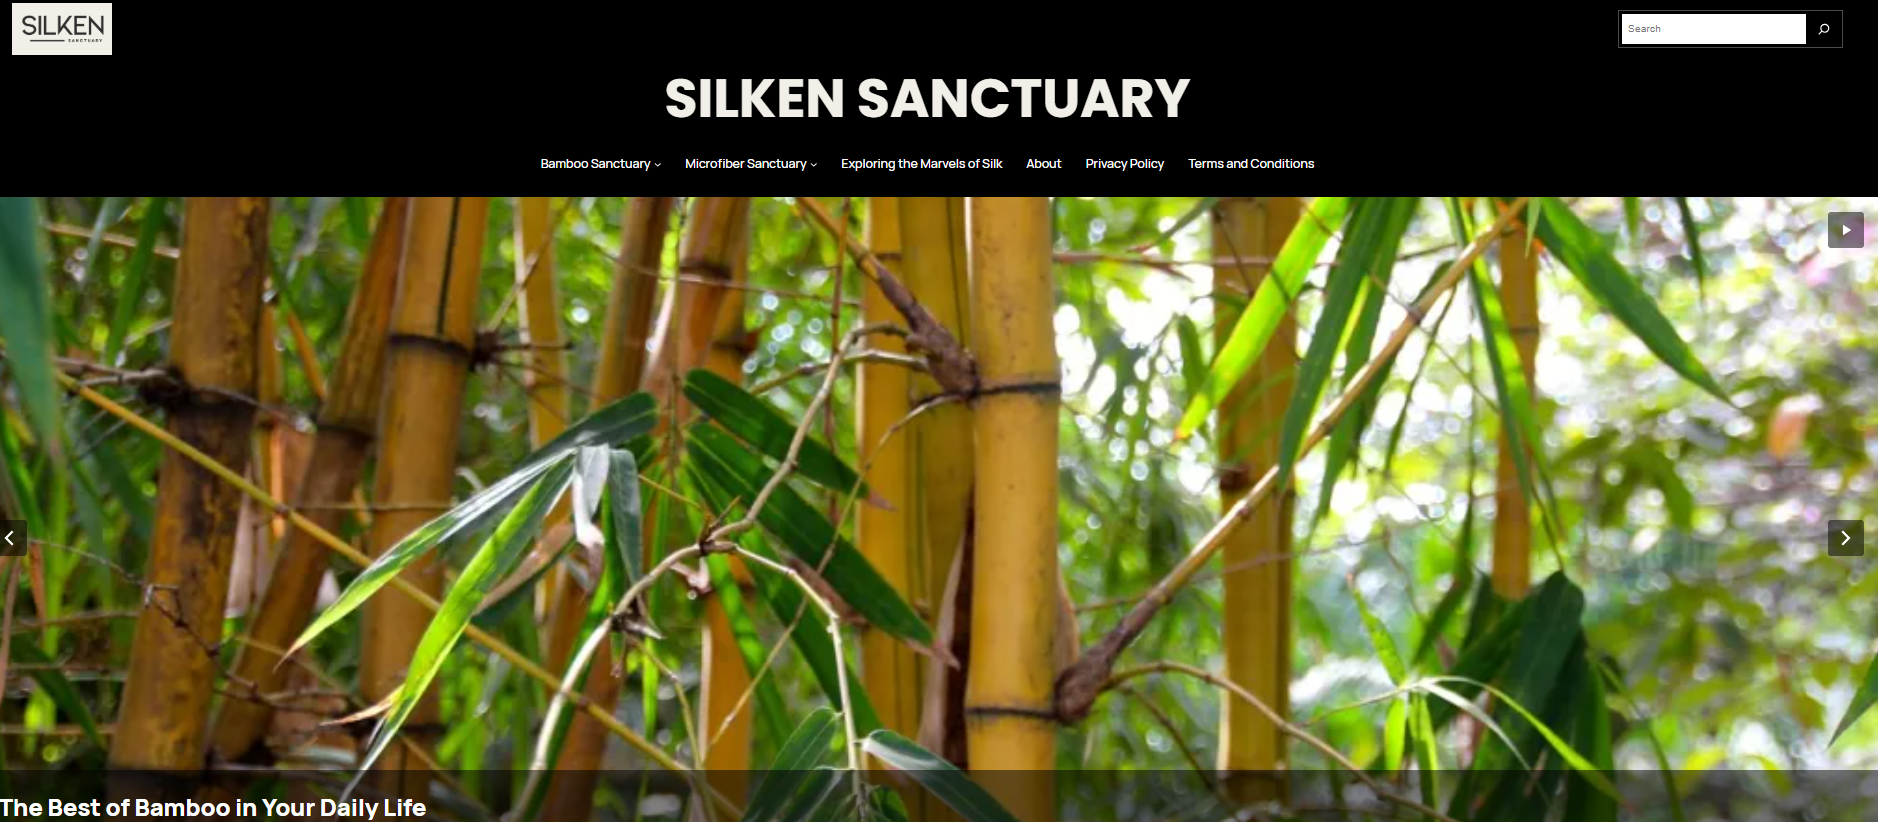 SILKEN
SANCTUARY
Search
SILKEN SANCTUARY
Bamboo Sanctuary Microfiber Sanctuary Exploring the Marvels of Silk About Privacy Policy Terms and Conditions
The Best of Bamboo in Your Daily Life